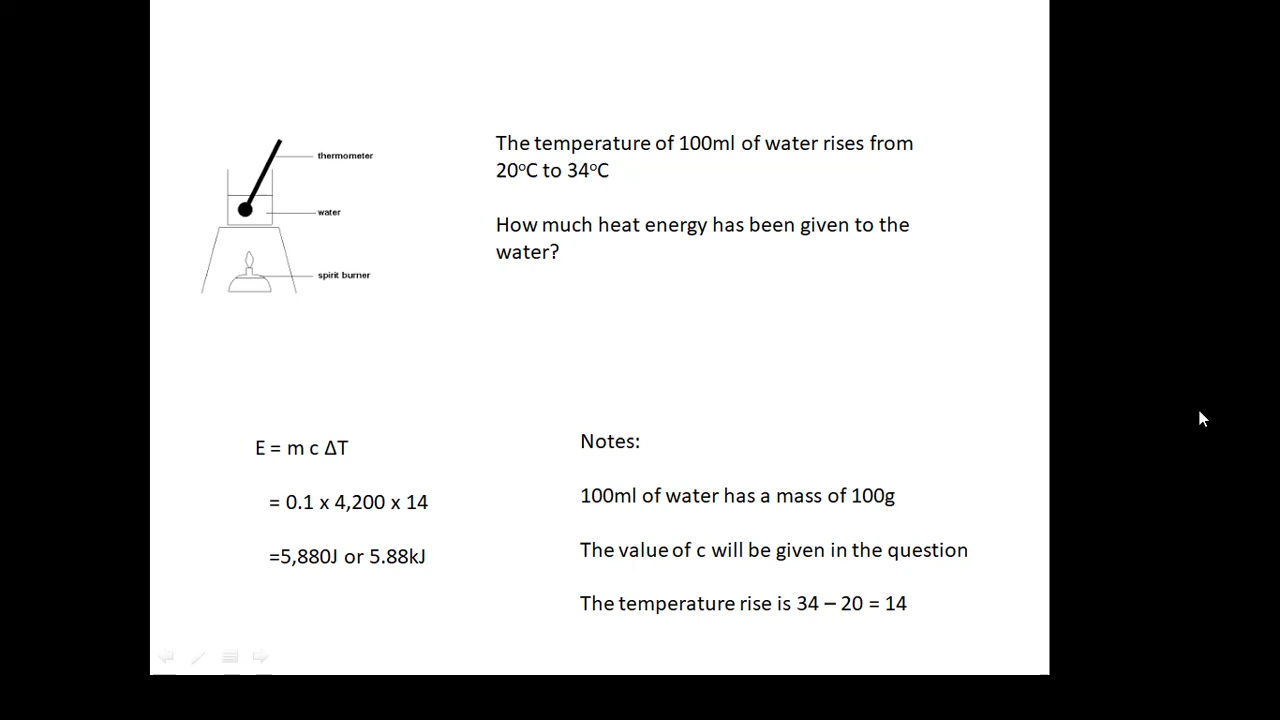 thermometer
water
spirit burner
The temperature of 100ml of water rises from
20°C to 34°C
How much heat energy has been given to the
water?
E = m c ΔT
= 0.1 x 4,200 x 14
=5,880J or 5.88kJ
Notes:
100ml of water has a mass of 100g
The value of c will be given in the question
The temperature rise is 34 – 20 = 14